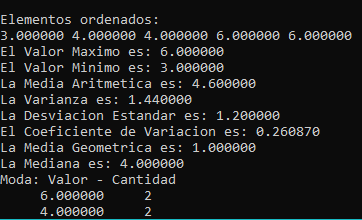 Elementos ordenados:
3.000000 4.000000 4.000000 6.000000 6.000000
El Valor Maximo es: 6.000000
El Valor Minimo es: 3.000000
La Media Aritmetica es: 4.600000
La Varianza es: 1.440000
La Desviacion Estandar es: 1.200000
El Coeficiente de Variacion es: 0.260870
La Media Geometrica es: 1.000000
La Mediana es: 4.000000
Moda: Valor - Cantidad
6.000000 2
4.000000 2